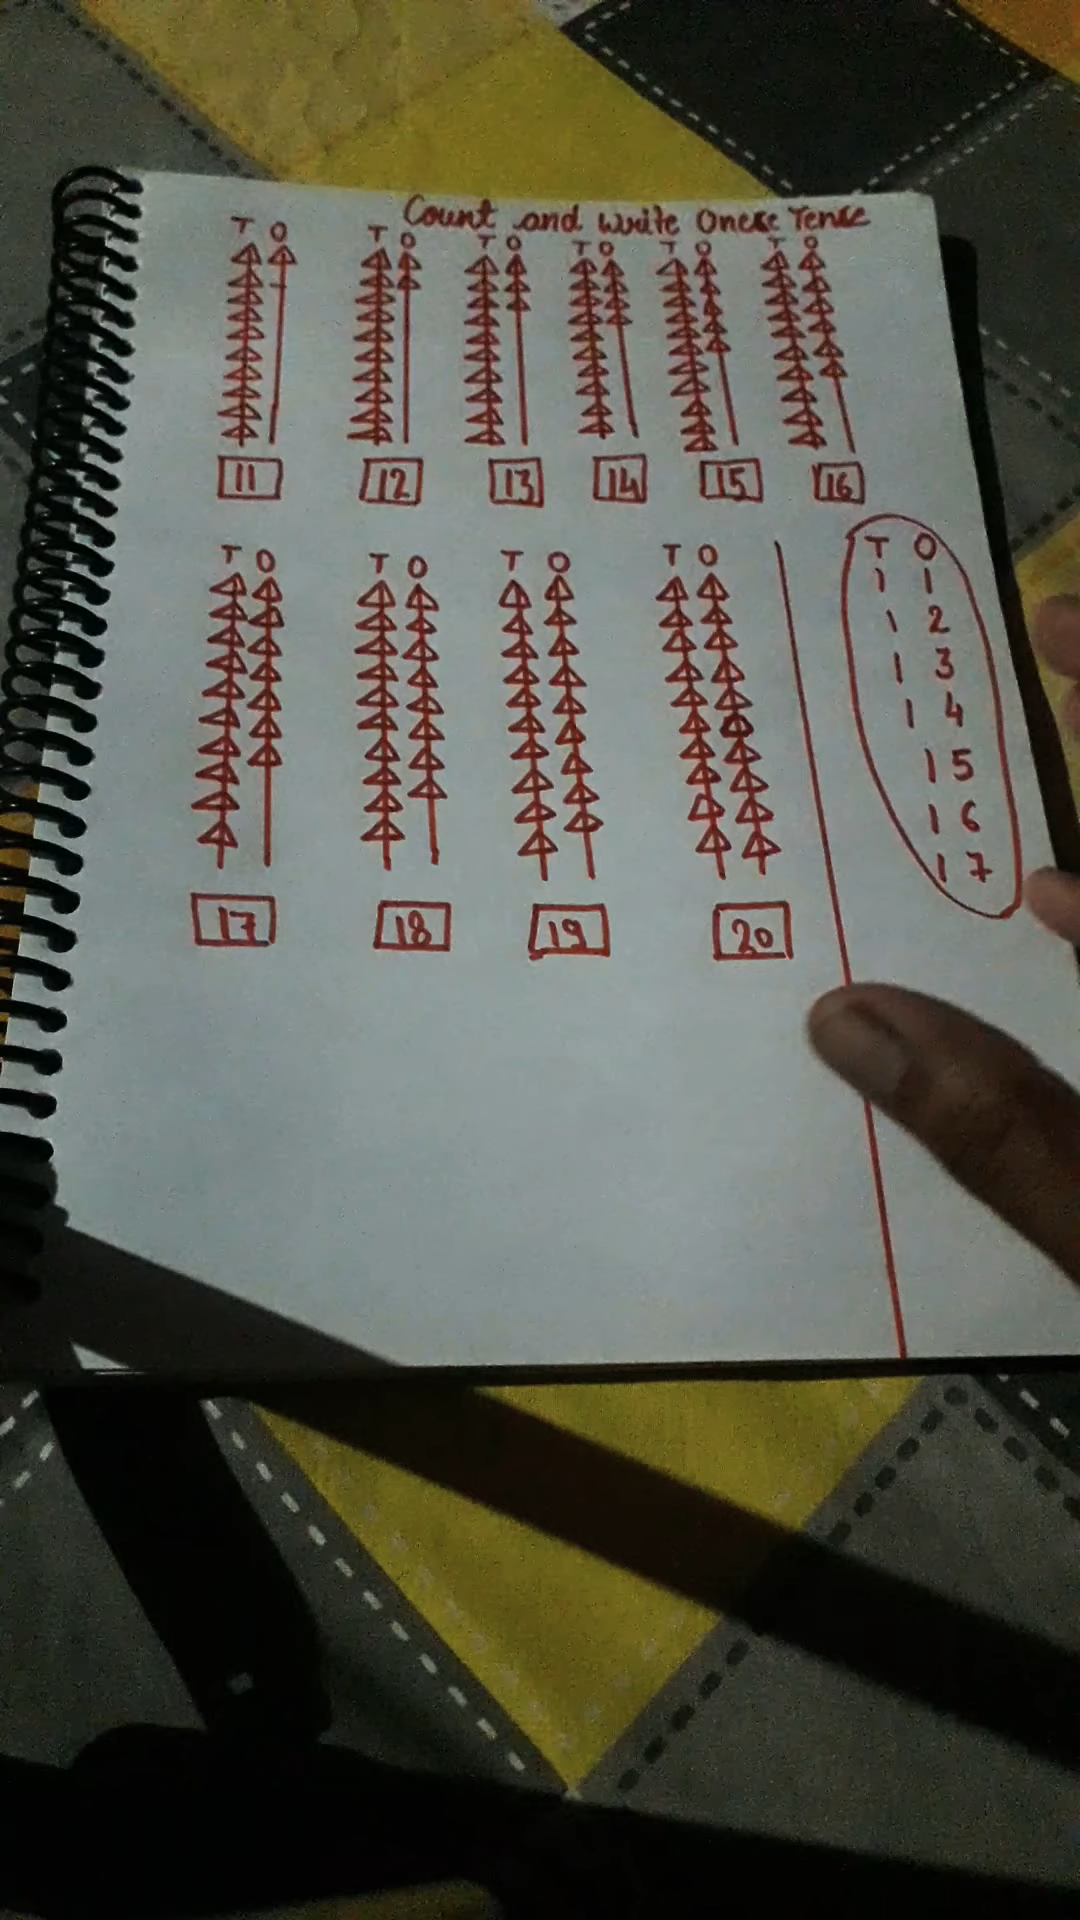 Count and Write Onese Tense
T O T O T O T O T O T O
11 12 13 14 15 16
T O T O T O T O
17 18 19 20
T O
1 1
1 2
1 3
1 4
1 5
1 6
1 7